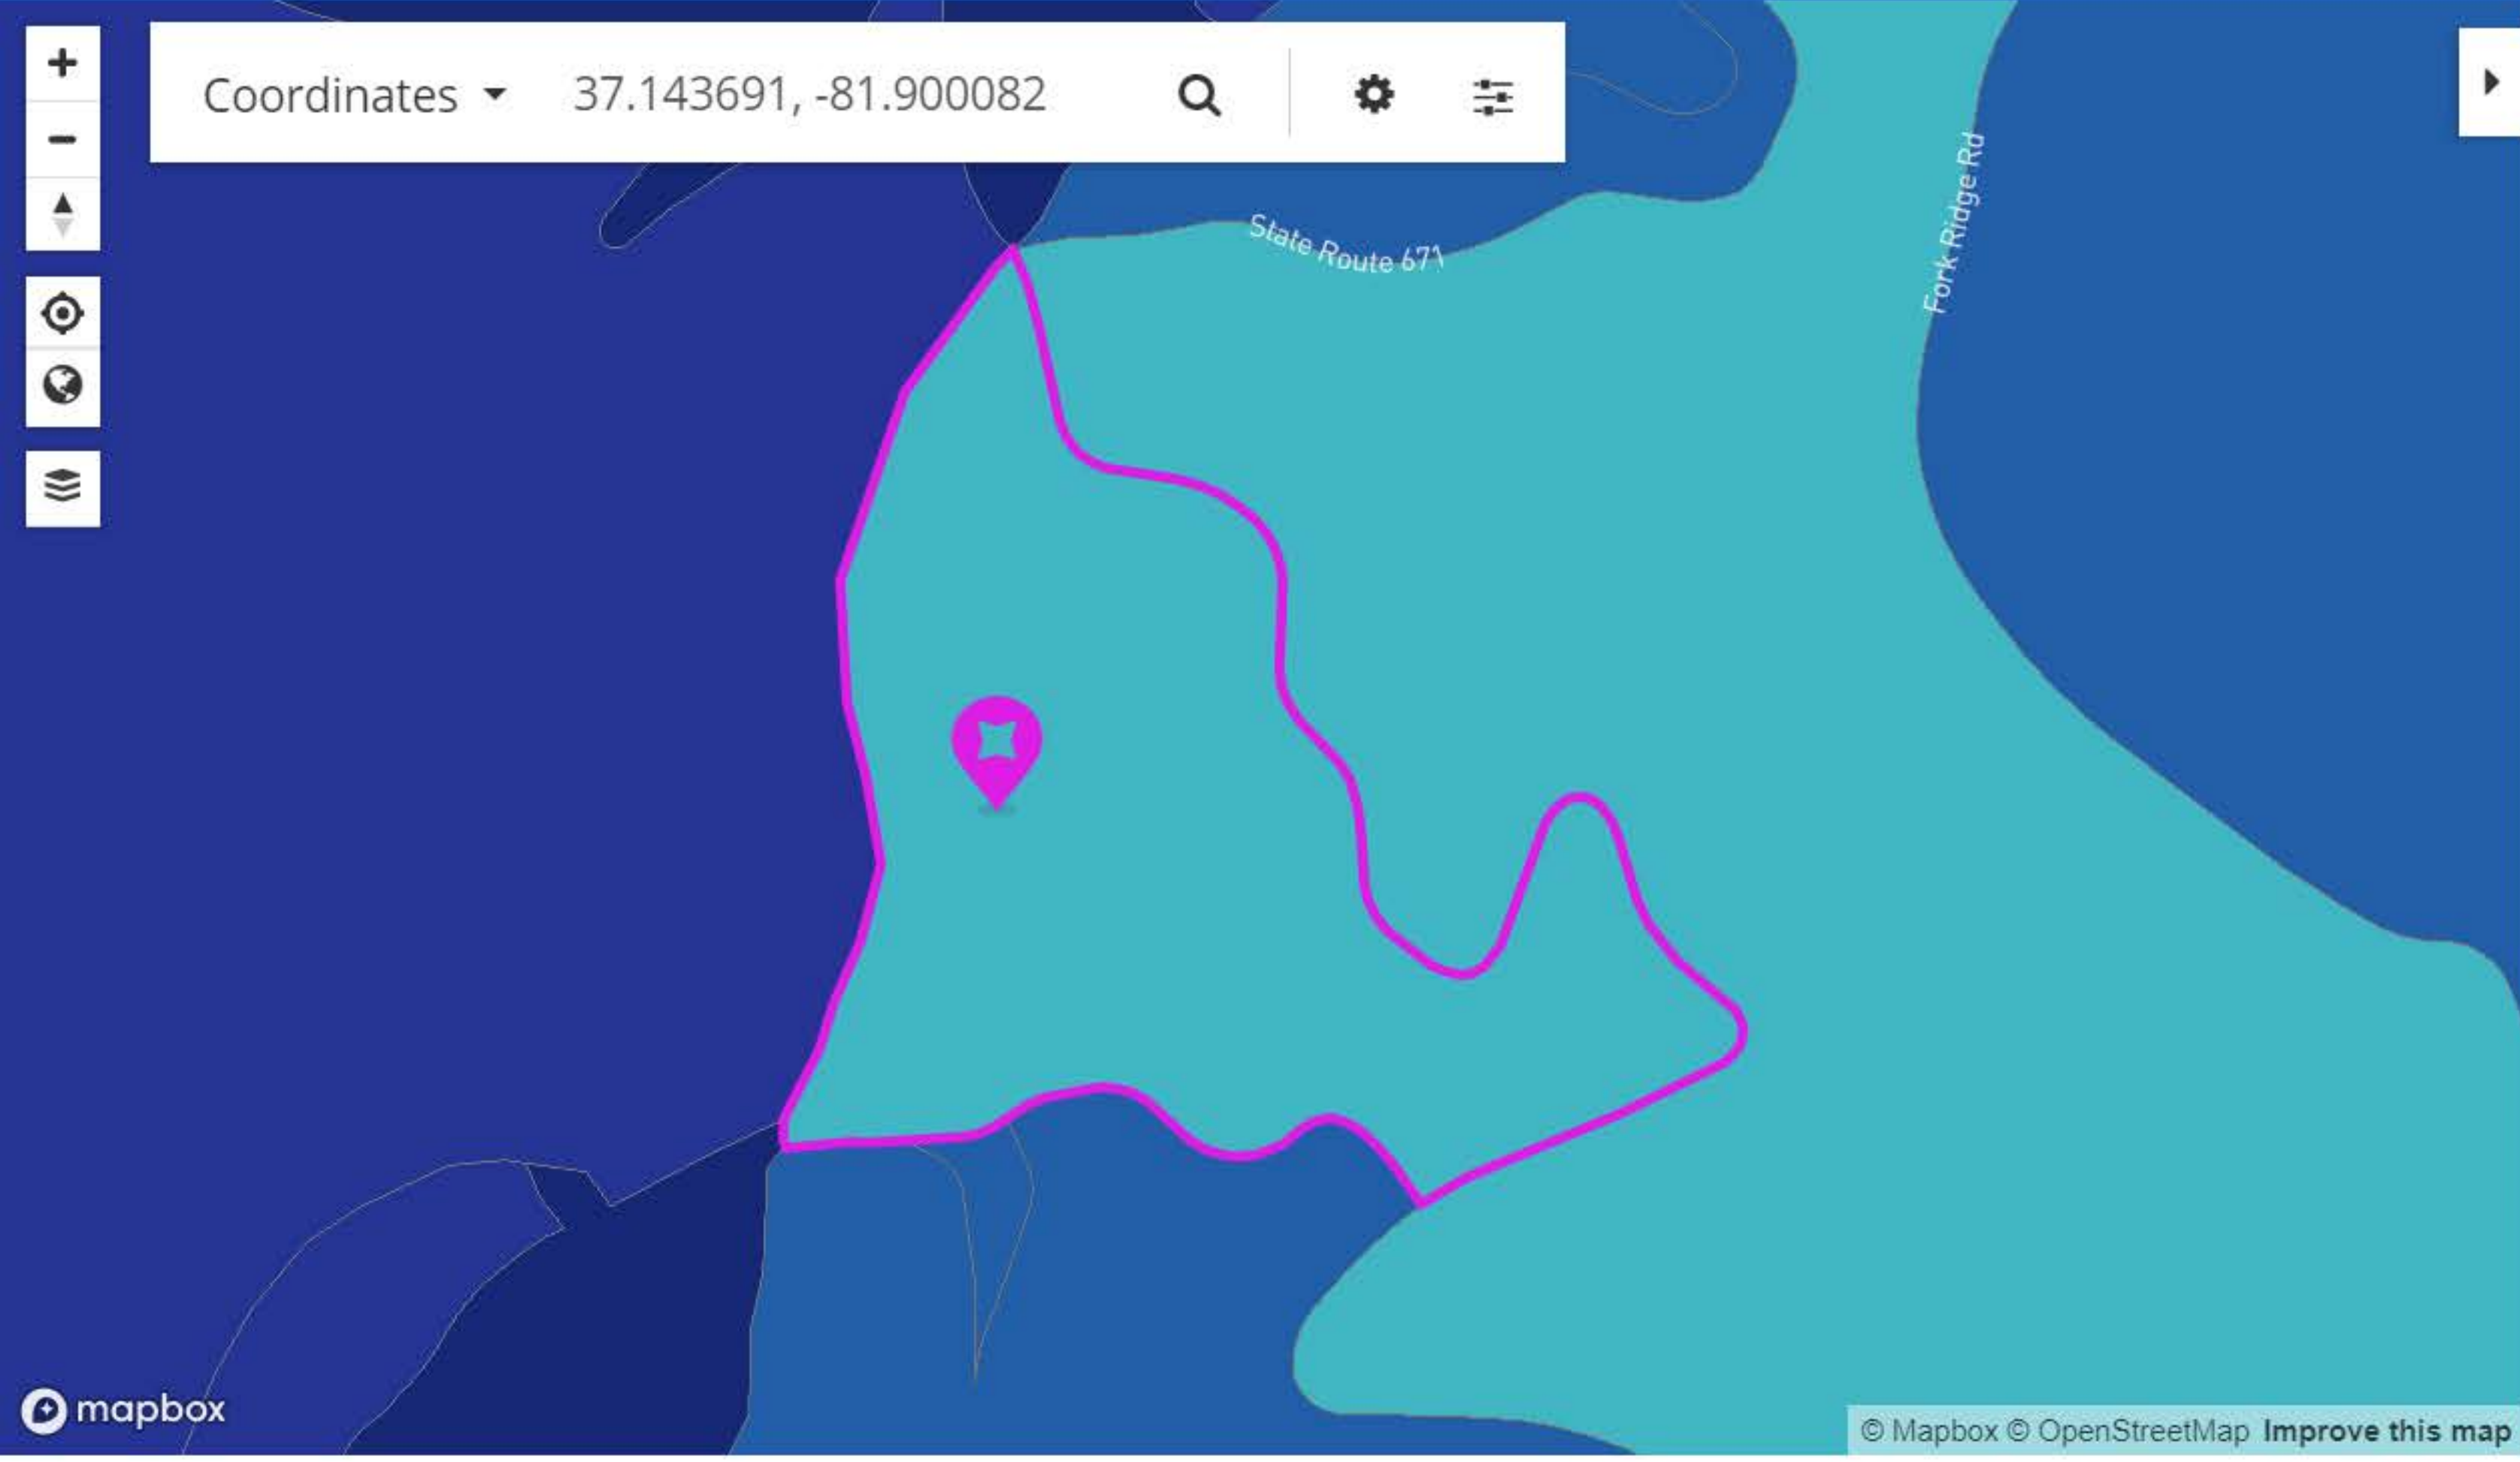 Coordinates 37.143691, -81.900082
State Route 671
Fork Ridge Rd
mapbox
© Mapbox © OpenStreetMap Improve this map